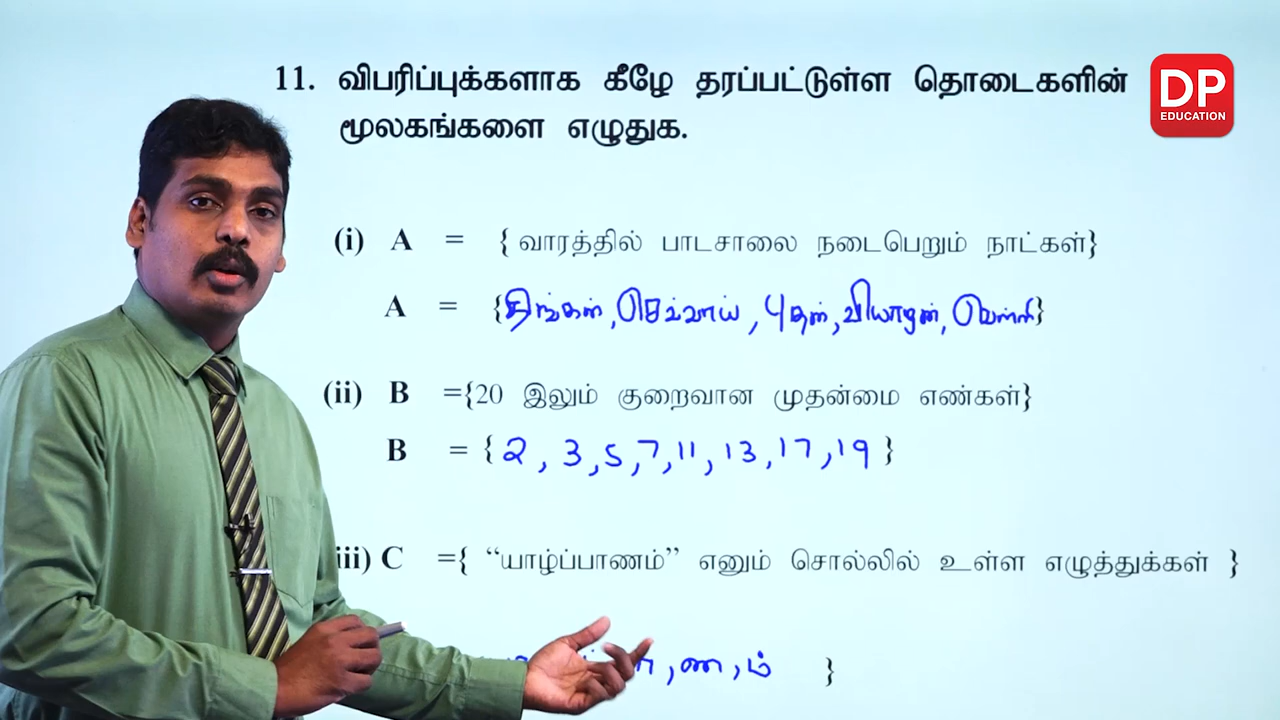 11. விபரிப்புக்களாக கீழே தரப்பட்டுள்ள தொடைகளின்
மூலகங்களை எழுதுக.
DP
EDUCATION
(i) A = { வாரத்தில் பாடசாலை நடைபெறும் நாட்கள்}
A = {திங்கள், செவ்வாய், புதன், வியாழன், வெள்ளி}
(ii) B ={20 இலும் குறைவான முதன்மை எண்கள்}
B = { 2, 3, 5, 7, 11, 13, 17, 19 }
iii) C ={ “யாழ்ப்பாணம்” எனும் சொல்லில் உள்ள எழுத்துக்கள் }
, ண, ம் }